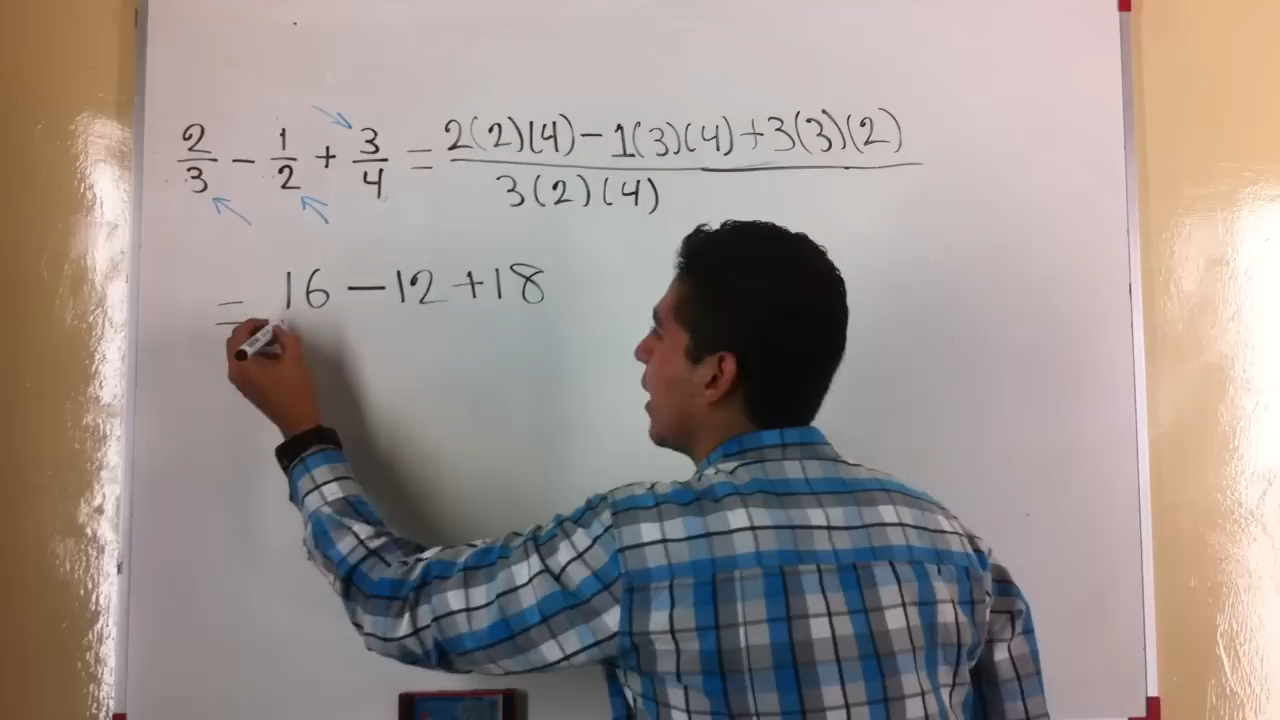 2/3 - 1/2 + 3/4 = 2(2)(4) - 1(3)(4) + 3(3)(2) / 3(2)(4)
= 16 - 12 + 18